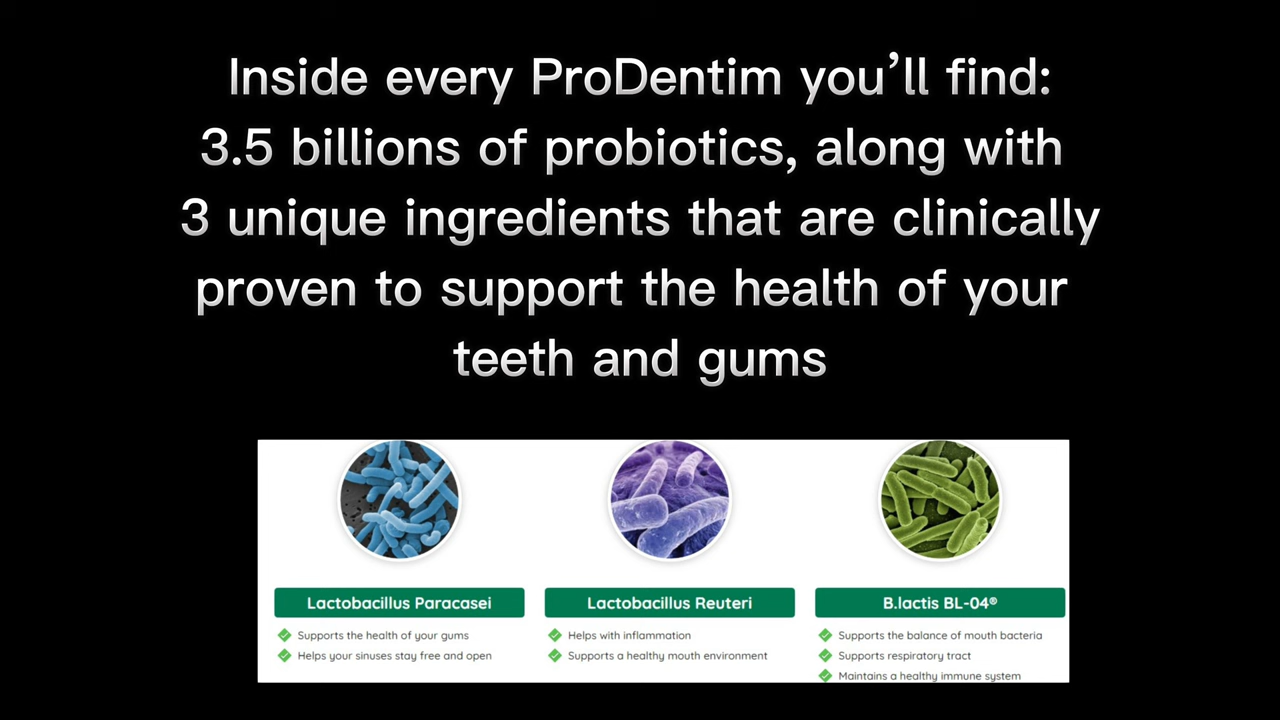 Inside every ProDentim you’ll find:
3.5 billions of probiotics, along with
3 unique ingredients that are clinically
proven to support the health of your
teeth and gums
Lactobacillus Paracasei
Supports the health of your gums
Helps your sinuses stay free and open
Lactobacillus Reuteri
Helps with inflammation
Supports a healthy mouth environment
B.lactis BL-04®
Supports the balance of mouth bacteria
Supports respiratory tract
Maintains a healthy immune system